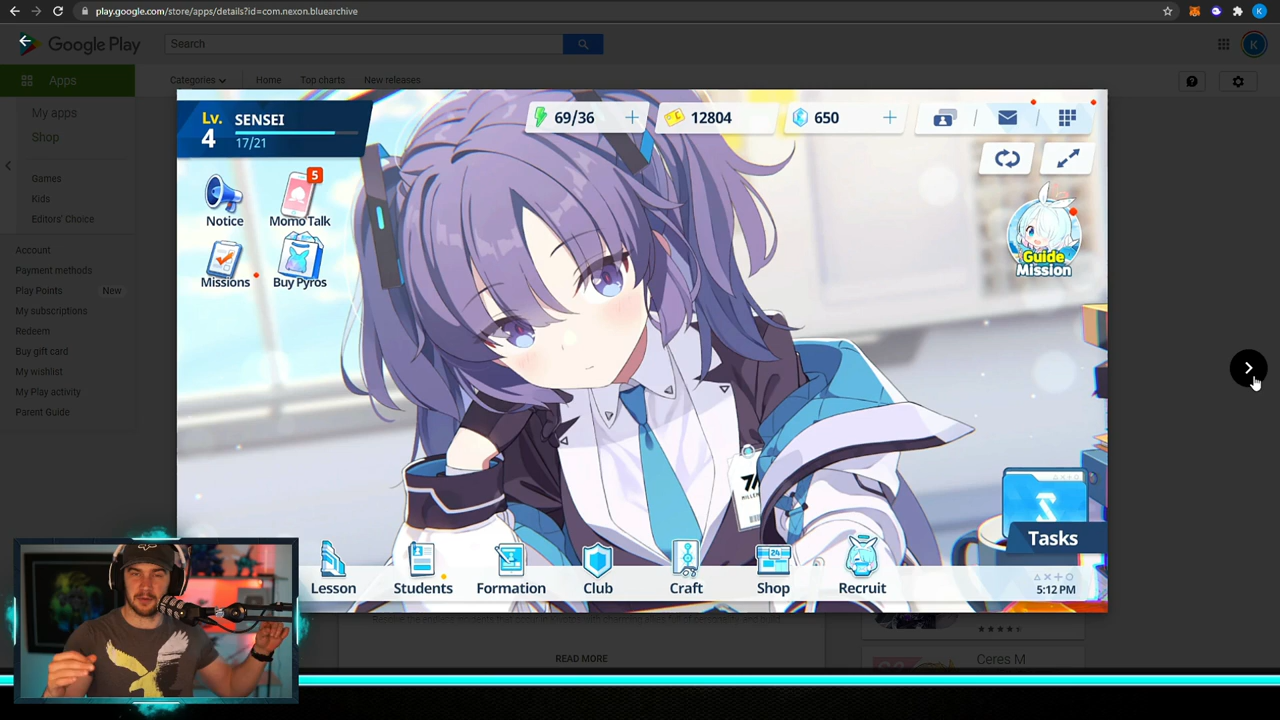 play.google.com/store/apps/details?id=com.nexon.bluearchive
K
Google Play
Search
K
Apps
Categories
Home
Top charts
New releases
My apps
Shop
Games
Kids
Editors' Choice
Account
Payment methods
Play Points
New
My subscriptions
Redeem
Buy gift card
My wishlist
My Play activity
Parent Guide
Lv.
4
SENSEI
17/21
69/36
12804
650
Notice
5
Momo Talk
Missions
Buy Pyros
Guide
Mission
Tasks
Lesson
Students
Formation
Club
Craft
24
Shop
Recruit
5:12 PM
READ MORE
Ceres M